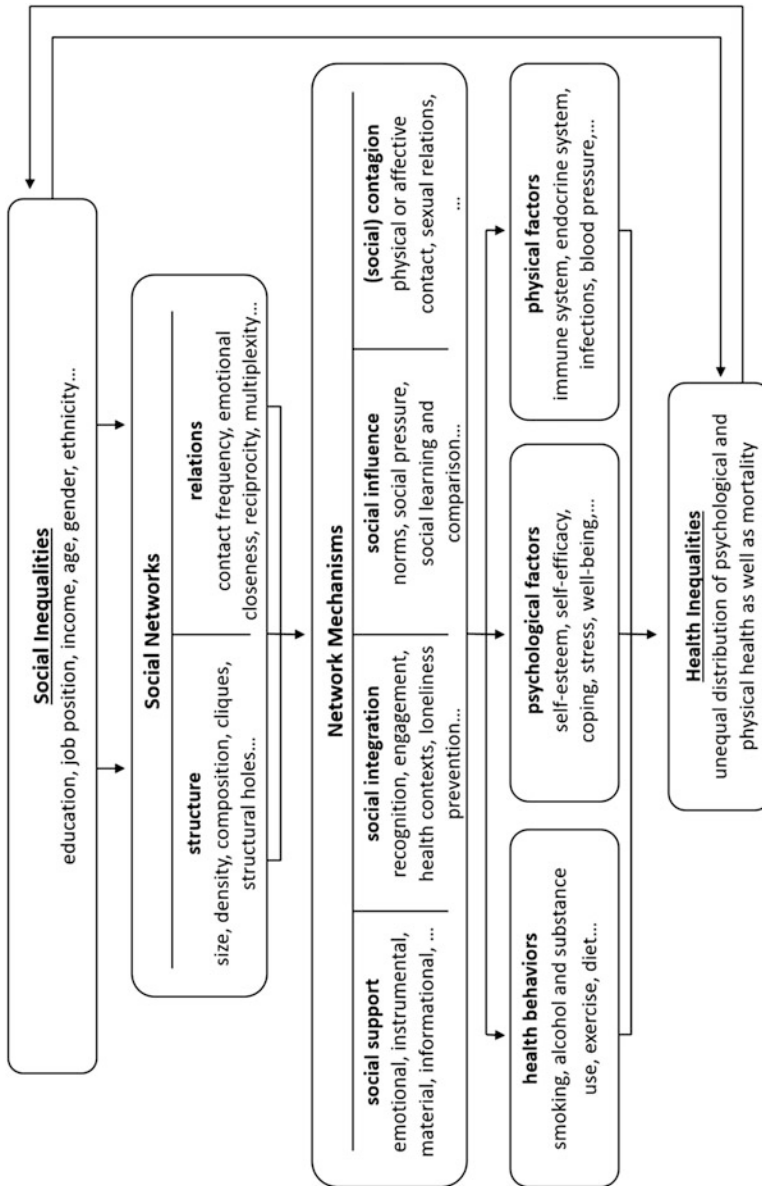 Social Inequalities
education, job position, income, age, gender, ethnicity...
Social Networks
structure
size, density, composition, cliques,
structural holes...
relations
contact frequency, emotional
closeness, reciprocity, multiplexity...
Network Mechanisms
social support
emotional, instrumental,
material, informational, ...
social integration
recognition, engagement,
health contexts, loneliness
prevention...
social influence
norms, social pressure,
social learning and
comparison...
(social) contagion
physical or affective
contact, sexual relations,
...
health behaviors
smoking, alcohol and substance
use, exercise, diet...
psychological factors
self-esteem, self-efficacy,
coping, stress, well-being,...
physical factors
immune system, endocrine system,
infections, blood pressure,...
Health Inequalities
unequal distribution of psychological and
physical health as well as mortality